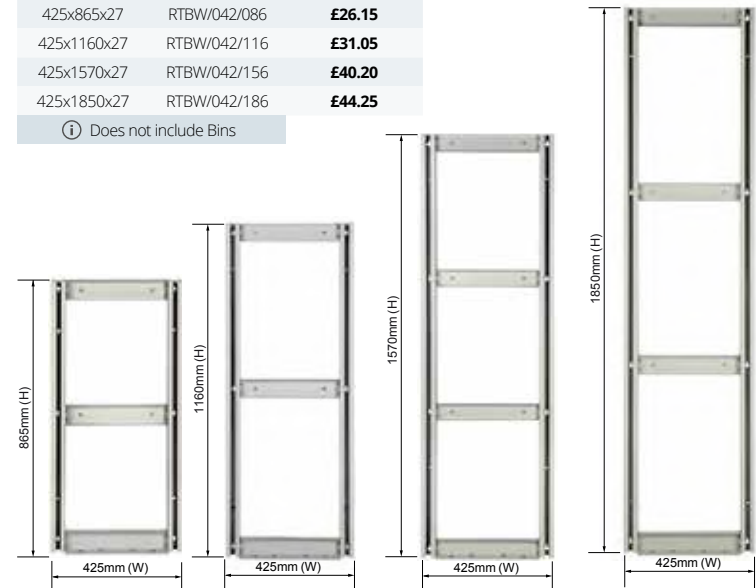 425x865x27 RTBW/042/086 £26.15
425x1160x27 RTBW/042/116 £31.05
425x1570x27 RTBW/042/156 £40.20
425x1850x27 RTBW/042/186 £44.25
i Does not include Bins
865mm (H)
1160mm (H)
1570mm (H)
1850mm (H)
425mm (W)
425mm (W)
425mm (W)
425mm (W)